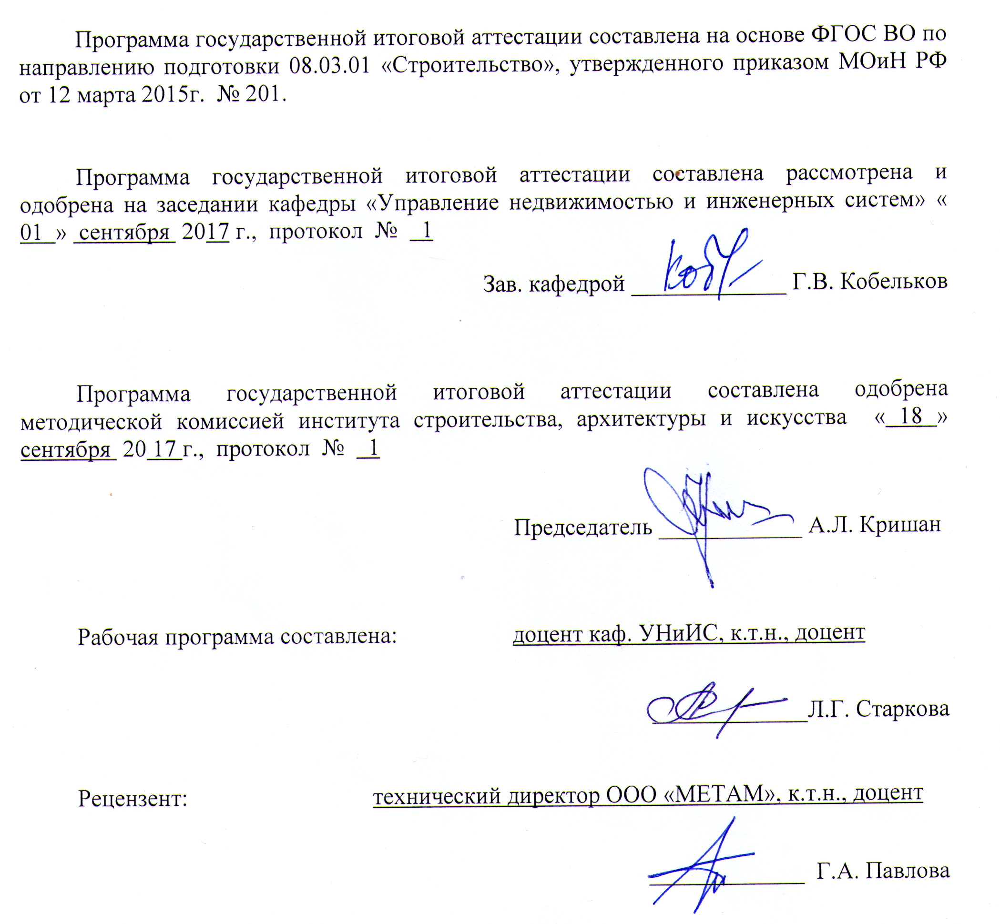 Программа государственной итоговой аттестации составлена на основе ФГОС ВО по
направлению подготовки 08.03.01 «Строительство», утвержденного приказом МОиН РФ
от 12 марта 2015г. № 201.
Программа государственной итоговой аттестации составлена рассмотрена и
одобрена на заседании кафедры «Управление недвижимостью и инженерных систем» «
01 » сентября 2017 г., протокол № 1
Зав. кафедрой Г.В. Кобельков
Программа государственной итоговой аттестации составлена одобрена
методической комиссией института строительства, архитектуры и искусства « 18 »
сентября 20 17 г., протокол № 1
Председатель А.Л. Кришан
Рабочая программа составлена: доцент каф. УНиИС, к.т.н., доцент
Л.Г. Старкова
Рецензент: технический директор ООО «МЕТАМ», к.т.н., доцент
Г.А. Павлова